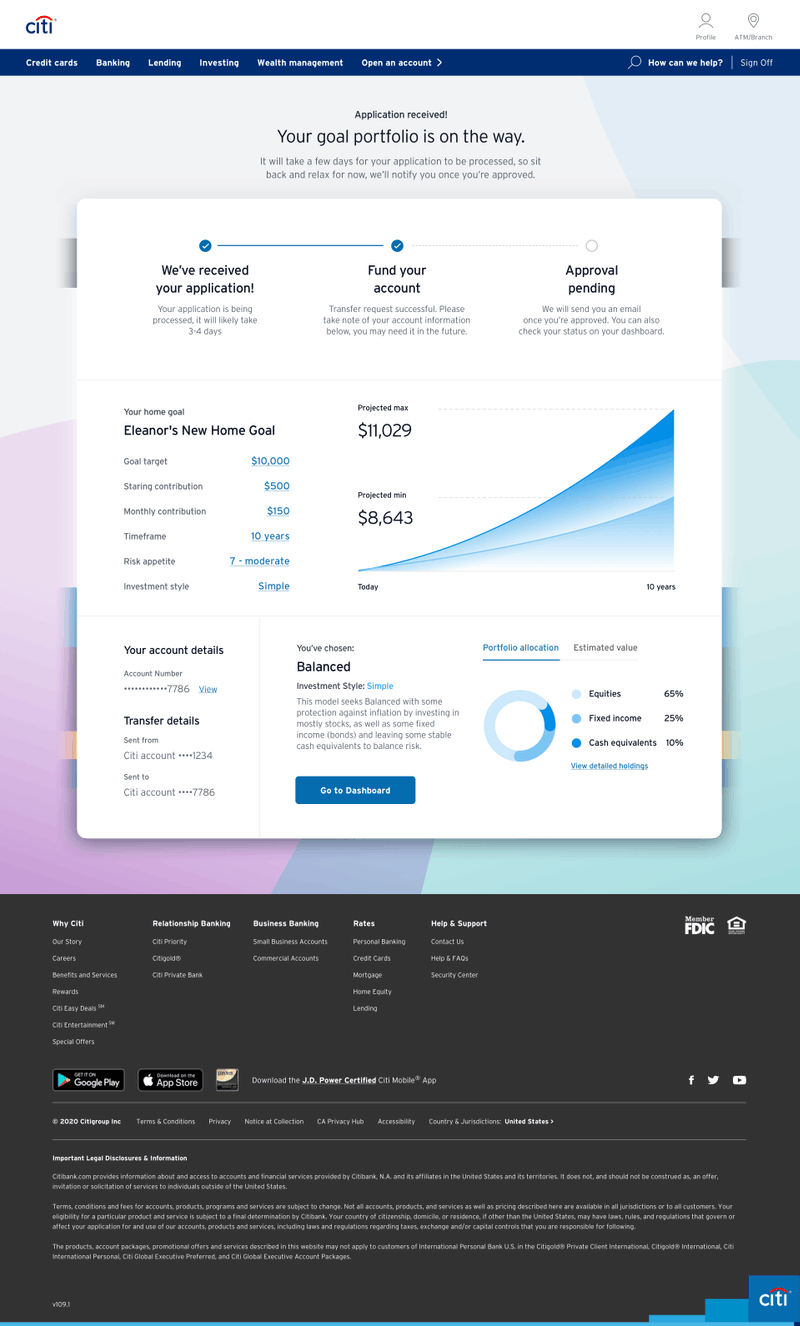 citi
Profile
ATM/Branch
Credit cards
Banking
Lending
Investing
Wealth management
Open an account
How can we help?
Sign Off
Application received!
Your goal portfolio is on the way.
It will take a few days for your application to be processed, so sit
back and relax for now, we'll notify you once you're approved.
We've received
your application!
Your application is being
processed, it will likely take
3-4 days
Fund your
account
Transfer request successful. Please
take note of your account information
below, you may need it in the future.
Approval
pending
We will send you an email
once you're approved. You can also
check your status on your dashboard.
Your home goal
Eleanor's New Home Goal
Goal target $10,000
Staring contribution $500
Monthly contribution $150
Timeframe 10 years
Risk appetite 7 - moderate
Investment style Simple
Projected max
$11,029
Projected min
$8,643
Today
10 years
Your account details
Account Number
••••••••••••7786 View
Transfer details
Sent from
Citi account ••••1234
Sent to
Citi account ••••7786
You've chosen:
Balanced
Investment Style: Simple
This model seeks Balanced with some
protection against inflation by investing in
mostly stocks, as well as some fixed
income (bonds) and leaving some stable
cash equivalents to balance risk.
Go to Dashboard
Portfolio allocation
Estimated value
Equities 65%
Fixed income 25%
Cash equivalents 10%
View detailed holdings
Why Citi
Our Story
Careers
Benefits and Services
Rewards
Citi Easy Deals SM
Citi Entertainment SM
Special Offers
Relationship Banking
Citi Priority
Citigold®
Citi Private Bank
Business Banking
Small Business Accounts
Commercial Accounts
Rates
Personal Banking
Credit Cards
Mortgage
Home Equity
Lending
Help & Support
Contact Us
Help & FAQs
Security Center
Member
FDIC
GET IT ON
Google Play
Download on the
App Store
Download the J.D. Power Certified Citi Mobile® App
© 2020 Citigroup Inc
Terms & Conditions
Privacy
Notice at Collection
CA Privacy Hub
Accessibility
Country & Jurisdictions: United States >
Important Legal Disclosures & Information
Citibank.com provides information about and access to accounts and financial services provided by Citibank, N.A. and its affiliates in the United States and its territories. It does not, and should not be construed as, an offer,
invitation or solicitation of services to individuals outside of the United States.
Terms, conditions and fees for accounts, products, programs and services are subject to change. Not all accounts, products, and services as well as pricing described here are available in all jurisdictions or to all customers. Your
eligibility for a particular product and service is subject to a final determination by Citibank. Your country of citizenship, domicile, or residence, if other than the United States, may have laws, rules, and regulations that govern or
affect your application for and use of our accounts, products and services, including laws and regulations regarding taxes, exchange and/or capital controls that you are responsible for following.
The products, account packages, promotional offers and services described in this website may not apply to customers of International Personal Bank U.S. in the Citigold® Private Client International, Citigold® International, Citi
International Personal, Citi Global Executive Preferred, and Citi Global Executive Account Packages.
v109.1
citi